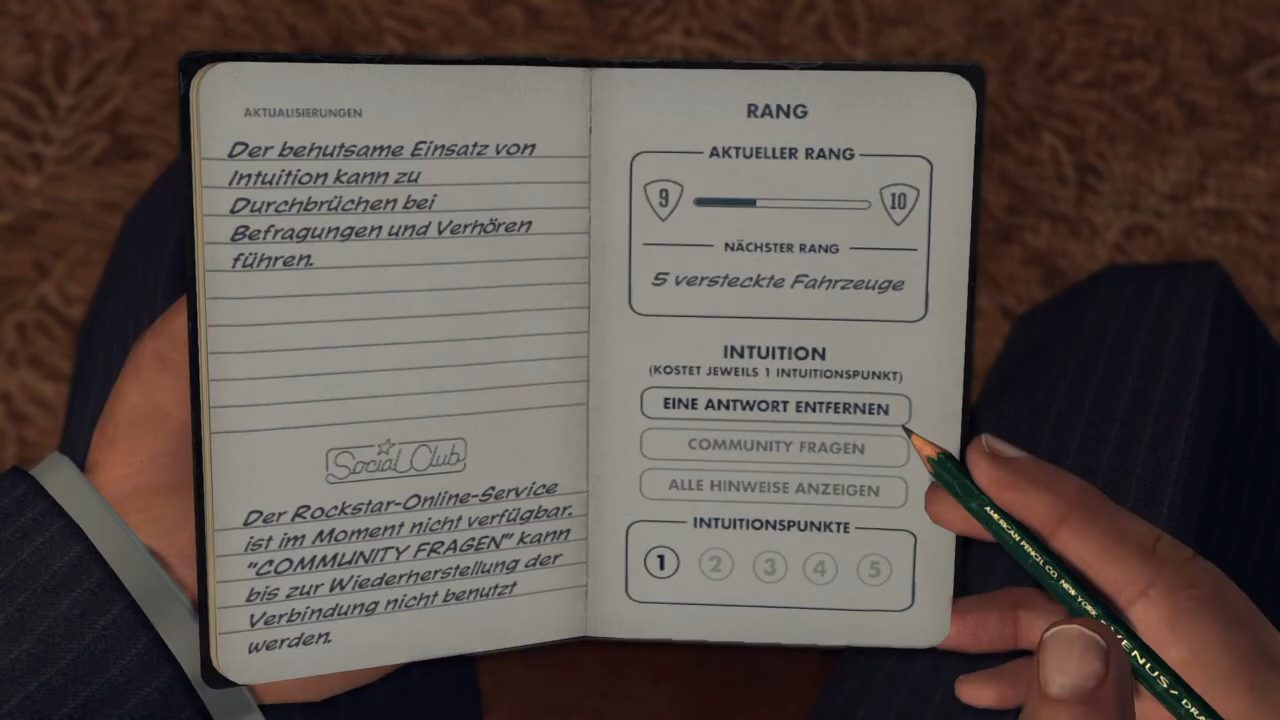 AKTUALISIERUNGEN
Der behutsame Einsatz von
Intuition kann zu
Durchbrüchen bei
Befragungen und Verhören
führen.
Social Club
Der Rockstar-Online-Service
ist im Moment nicht verfügbar.
"COMMUNITY FRAGEN" kann
bis zur Wiederherstellung der
Verbindung nicht benutzt
werden.
RANG
AKTUELLER RANG
9 10
NÄCHSTER RANG
5 versteckte Fahrzeuge
INTUITION
(KOSTET JEWEILS 1 INTUITIONSPUNKT)
EINE ANTWORT ENTFERNEN
COMMUNITY FRAGEN
ALLE HINWEISE ANZEIGEN
INTUITIONSPUNKTE
1 2 3 4 5
AMERICAN PENCIL CO. NEW YORK VENUS/ DRA